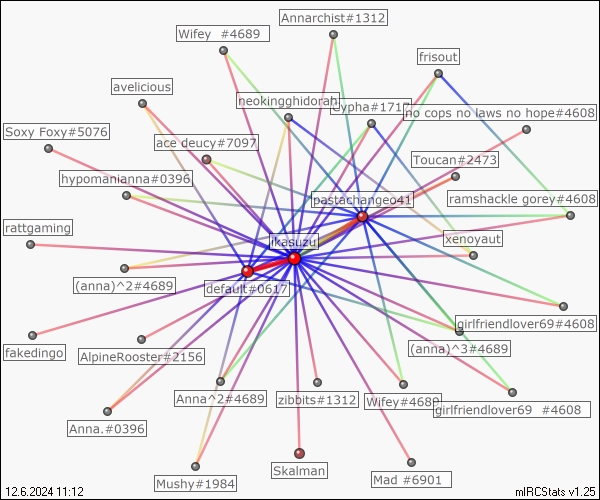 Annarchist#1312
Wifey  #4689
frisout
avelicious
neokingghidorah
Cypha#171
no cops no laws no hope#4608
Soxy Foxy#5076
ace deucy#7097
Toucan#2473
hypomanianna#0396
pastachangeo41
ramshackle gorey#4608
rattgaming
ikasuzu
xenoyaut
(anna)^2#4689
default#0617
girlfriendlover69#4608
fakedingo
AlpineRooster#2156
(anna)^3#4689
Anna^2#4689
zibbits#1312
Wifey#4689
girlfriendlover69  #4608
Anna.#0396
Skalman
Mushy#1984
Mad #6901
12.6.2024 11:12
mIRCStats v1.25